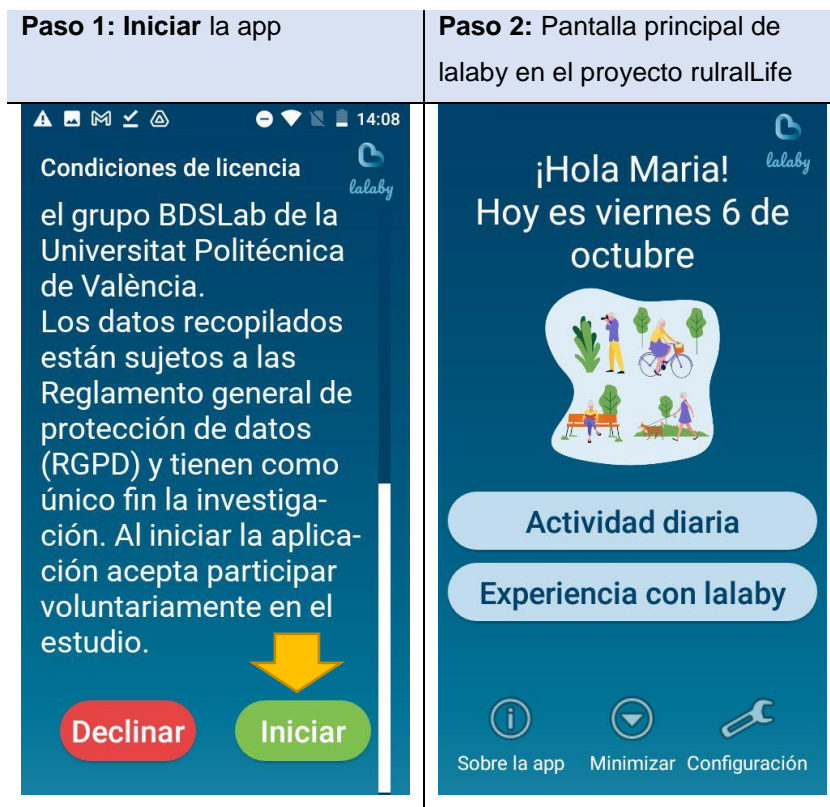 Paso 1: Iniciar la app
Paso 2: Pantalla principal de
lalaby en el proyecto rulralLife
14:08
Condiciones de licencia
lalaby
el grupo BDSLab de la
Universitat Politécnica
de València.
Los datos recopilados
están sujetos a las
Reglamento general de
protección de datos
(RGPD) y tienen como
único fin la investiga-
ción. Al iniciar la aplica-
ción acepta participar
voluntariamente en el
estudio.
Declinar
Iniciar
lalaby
¡Hola Maria!
Hoy es viernes 6 de
octubre
Actividad diaria
Experiencia con lalaby
Sobre la app
Minimizar
Configuración